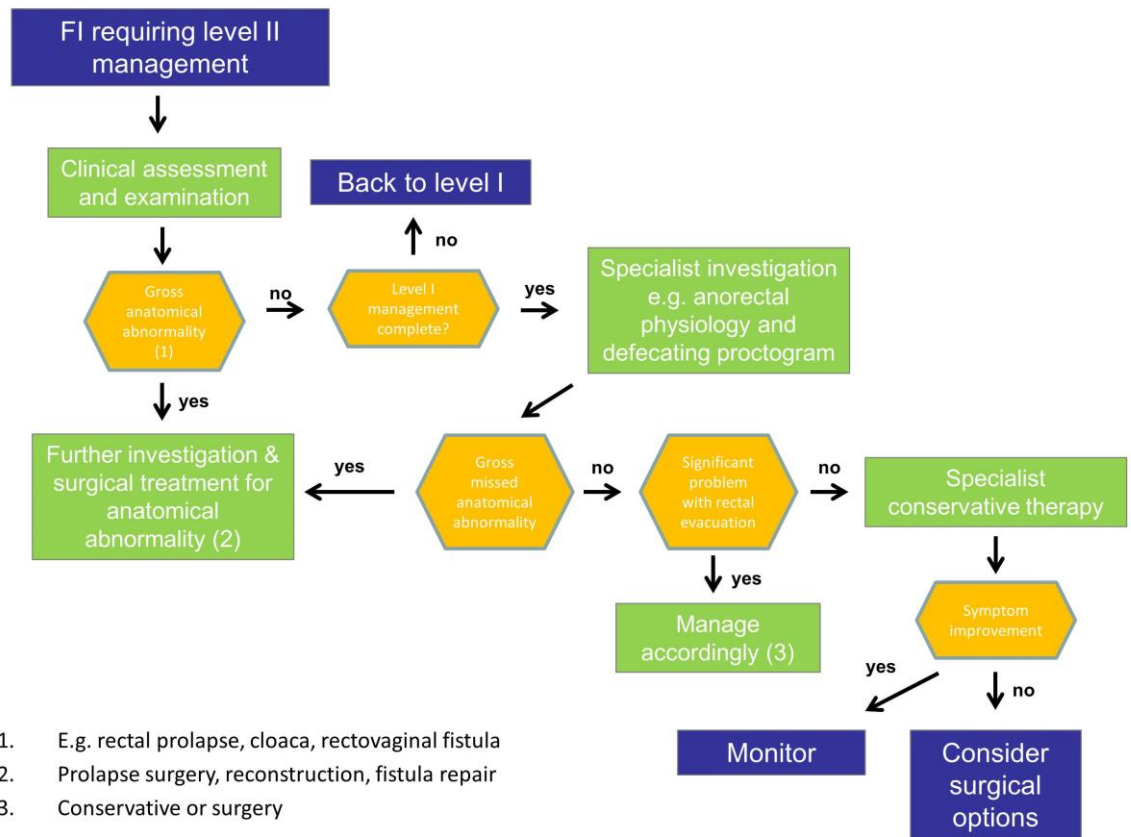 FI requiring level II
management
Clinical assessment
and examination
Back to level I
no
Gross
anatomical
abnormality
(1)
no
Level I
management
complete?
yes
Specialist investigation
e.g. anorectal
physiology and
defecating proctogram
yes
Further investigation &
surgical treatment for
anatomical
abnormality (2)
yes
Gross
missed
anatomical
abnormality
no
Significant
problem
with rectal
evacuation
no
Specialist
conservative therapy
yes
Manage
accordingly (3)
Symptom
improvement
yes
no
Monitor
Consider
surgical
options
1. E.g. rectal prolapse, cloaca, rectovaginal fistula
2. Prolapse surgery, reconstruction, fistula repair
3. Conservative or surgery